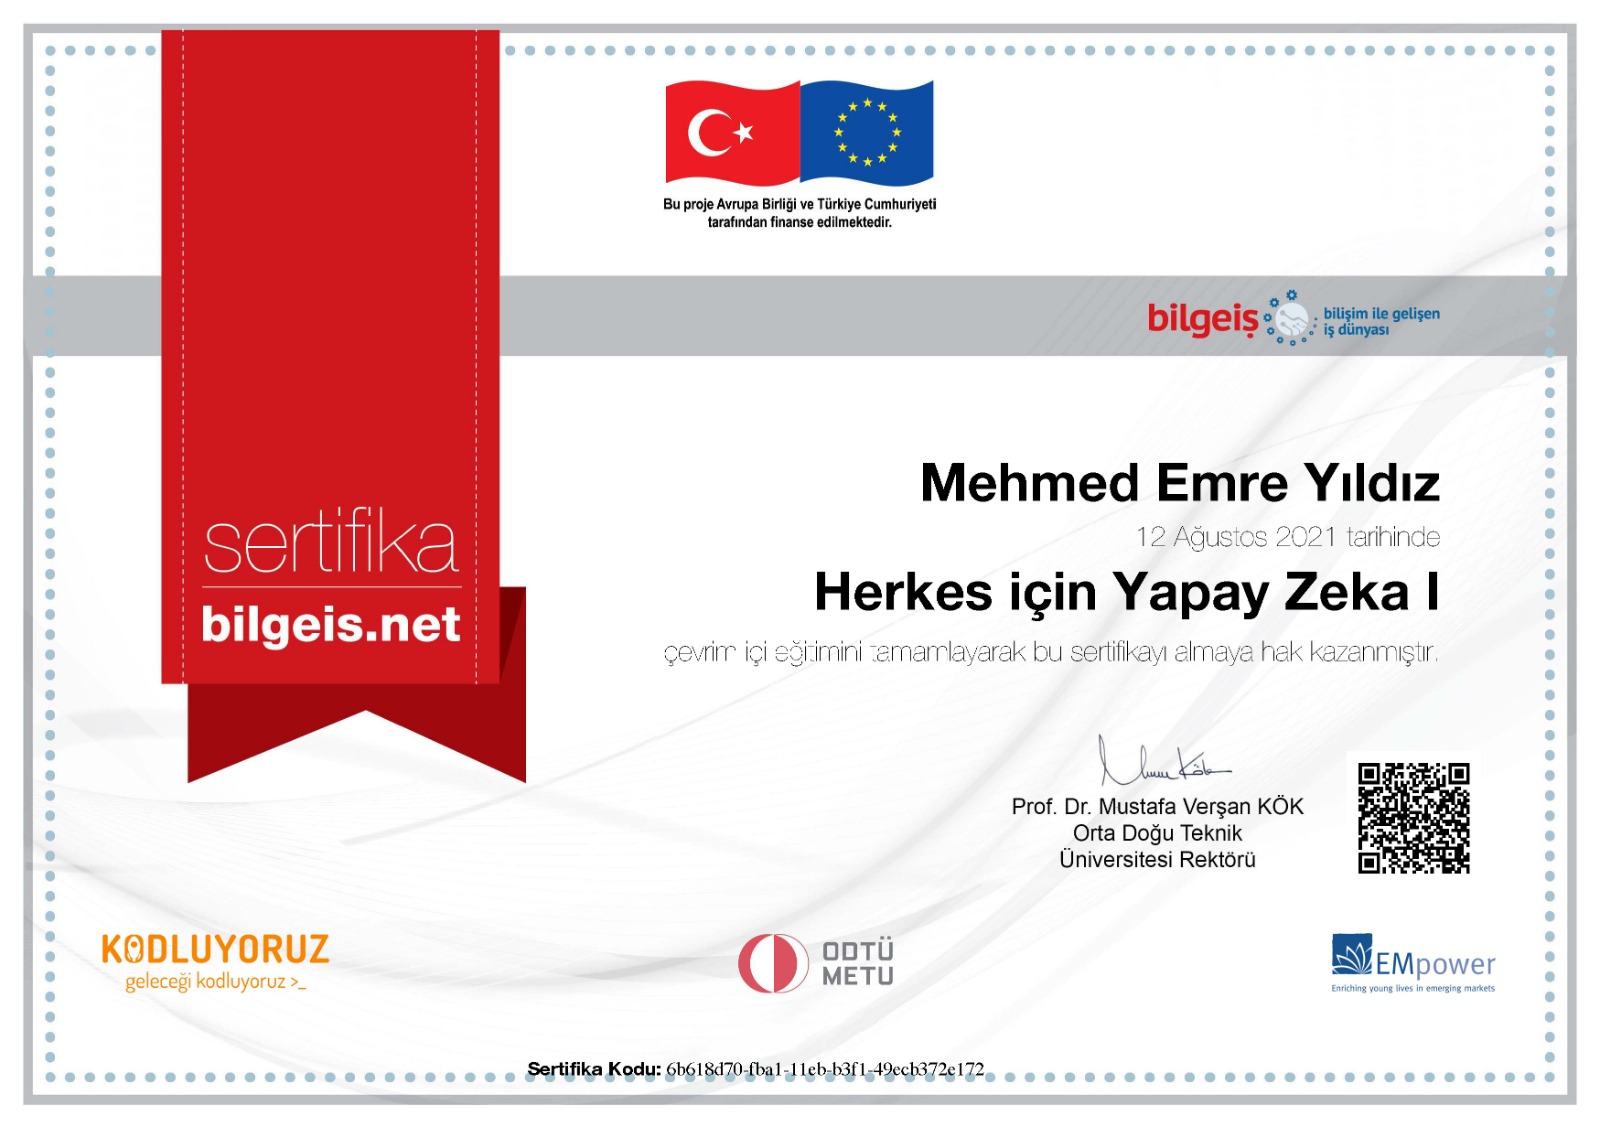 Bu proje Avrupa Birliği ve Türkiye Cumhuriyeti
tarafından finanse edilmektedir.
bilgeiş
bilişim ile gelişen
iş dünyası
sertifika
bilgeis.net
Mehmed Emre Yıldız
12 Ağustos 2021 tarihinde
Herkes için Yapay Zeka I
çevrim içi eğitimini tamamlayarak bu sertifikayı almaya hak kazanmıştır.
Prof. Dr. Mustafa Verşan KÖK
Orta Doğu Teknik
Üniversitesi Rektörü
KODLUYORUZ
geleceği kodluyoruz >_
ODTÜ
METU
EMpower
Enriching young lives in emerging markets
Sertifika Kodu: 6b618d70-fba1-11eb-b3f1-49ecb372e172